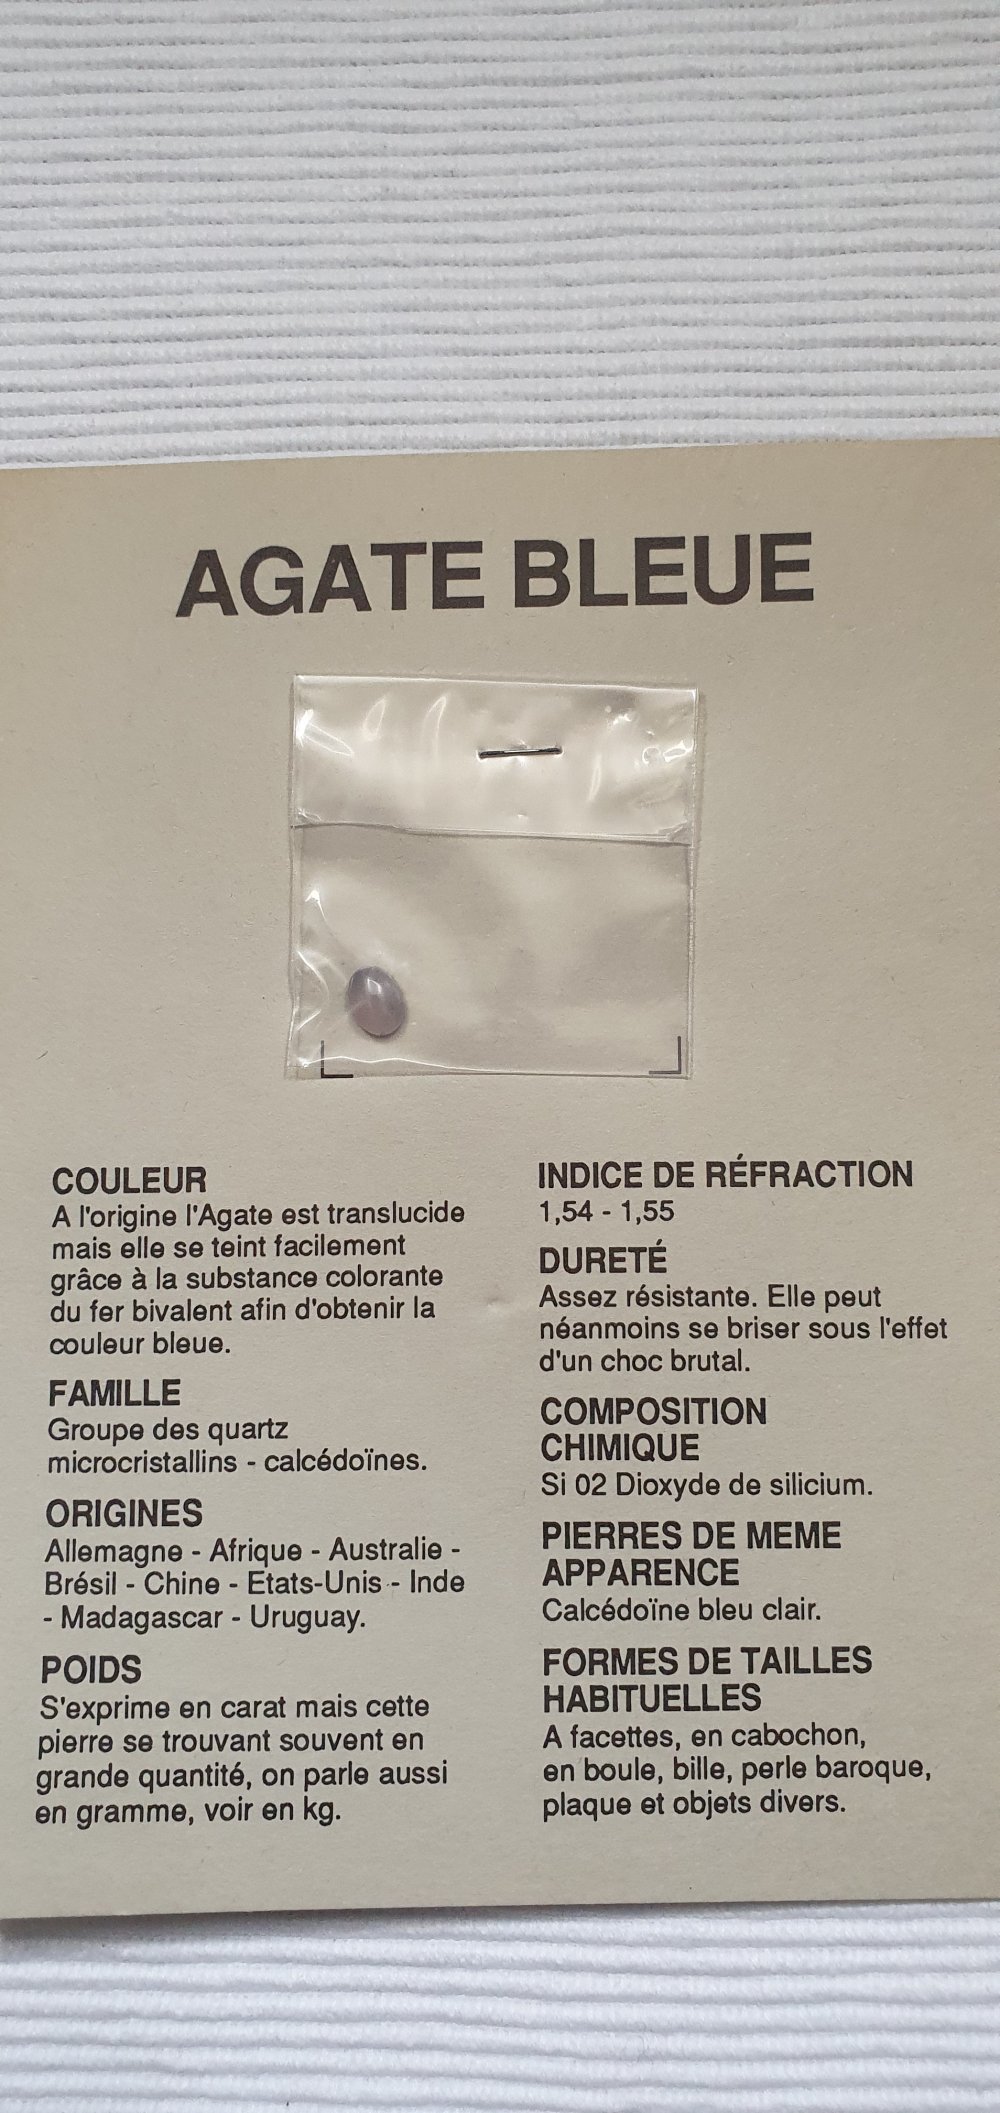 AGATE BLEUE
COULEUR
A l'origine l'Agate est translucide
mais elle se teint facilement
grâce à la substance colorante
du fer bivalent afin d'obtenir la
couleur bleue.
FAMILLE
Groupe des quartz
microcristallins - calcédoïnes.
ORIGINES
Allemagne - Afrique - Australie -
Brésil - Chine - Etats-Unis - Inde
- Madagascar - Uruguay.
POIDS
S'exprime en carat mais cette
pierre se trouvant souvent en
grande quantité, on parle aussi
en gramme, voir en kg.
INDICE DE RÉFRACTION
1,54 - 1,55
DURETÉ
Assez résistante. Elle peut
néanmoins se briser sous l'effet
d'un choc brutal.
COMPOSITION
CHIMIQUE
Si 02 Dioxyde de silicium.
PIERRES DE MEME
APPARENCE
Calcédoïne bleu clair.
FORMES DE TAILLES
HABITUELLES
A facettes, en cabochon,
en boule, bille, perle baroque,
plaque et objets divers.